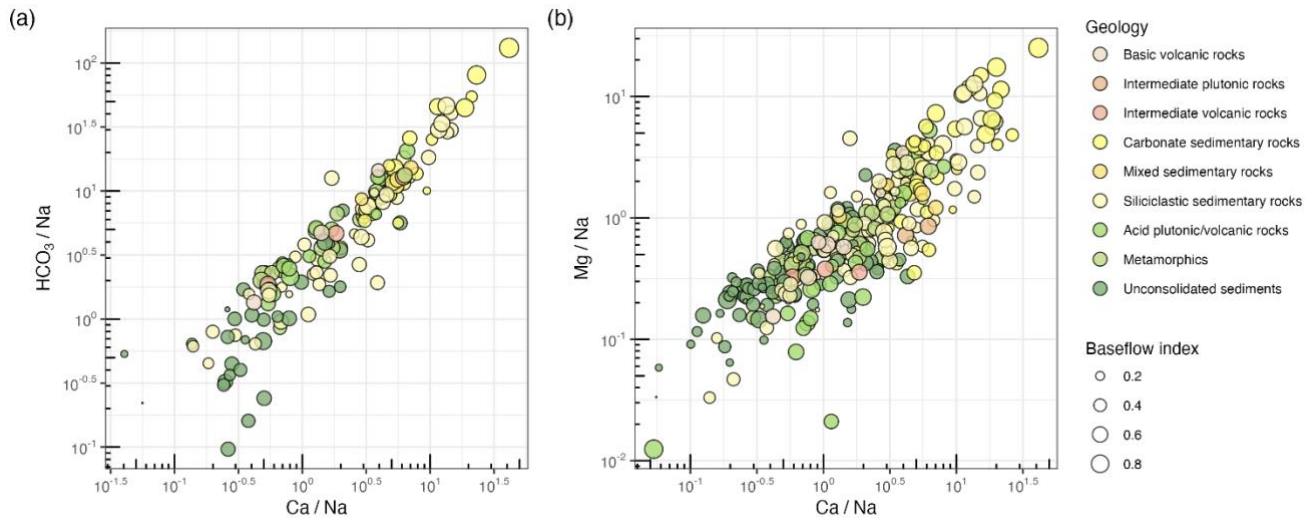 (a)
HCO₃ / Na
10²
10^1.5
10¹
10^0.5
10⁰
10^-0.5
10^-1
10^-1.5
10^-1
10^-0.5
10⁰
10^0.5
10¹
10^1.5
Ca / Na
(b)
Mg / Na
10¹
10⁰
10^-1
10^-2
10^-1
10^-0.5
10⁰
10^0.5
10¹
10^1.5
Ca / Na
Geology
Basic volcanic rocks
Intermediate plutonic rocks
Intermediate volcanic rocks
Carbonate sedimentary rocks
Mixed sedimentary rocks
Siliciclastic sedimentary rocks
Acid plutonic/volcanic rocks
Metamorphics
Unconsolidated sediments
Baseflow index
0.2
0.4
0.6
0.8